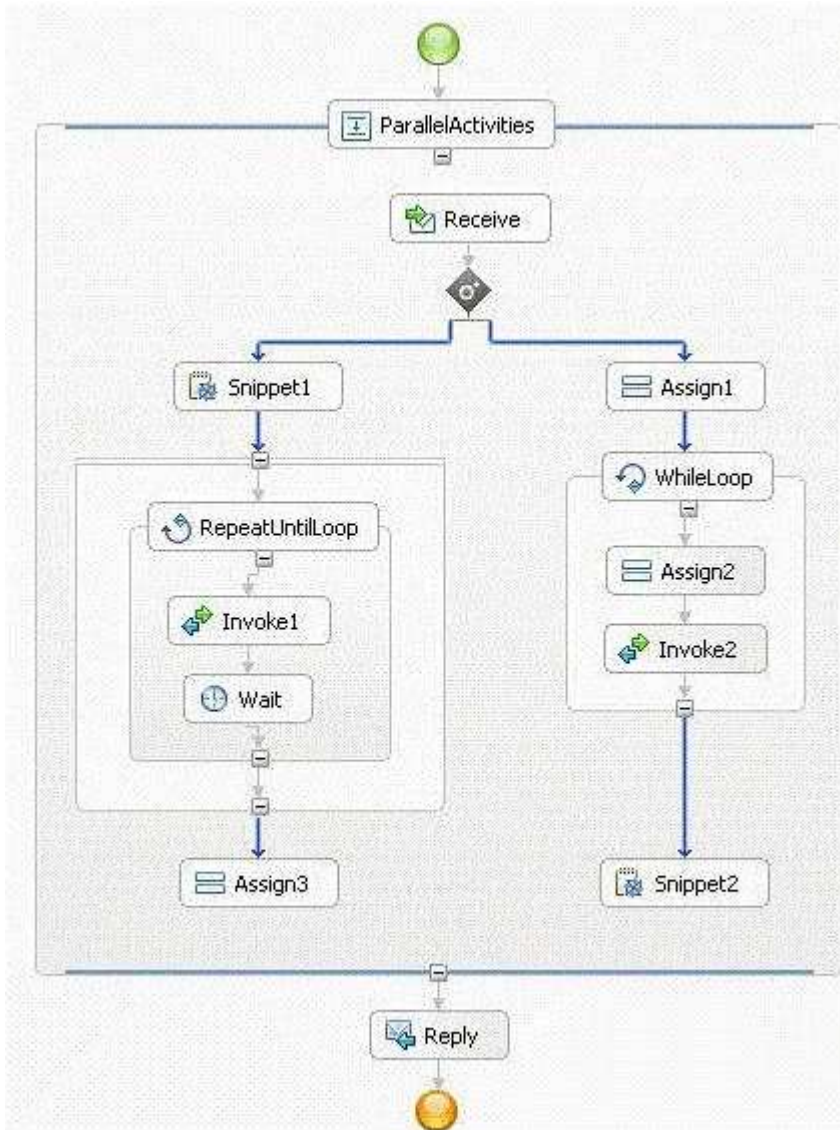 ParallelActivities
Receive
Snippet1
Assign1
WhileLoop
RepeatUntilLoop
Assign2
Invoke1
Invoke2
Wait
Assign3
Snippet2
Reply